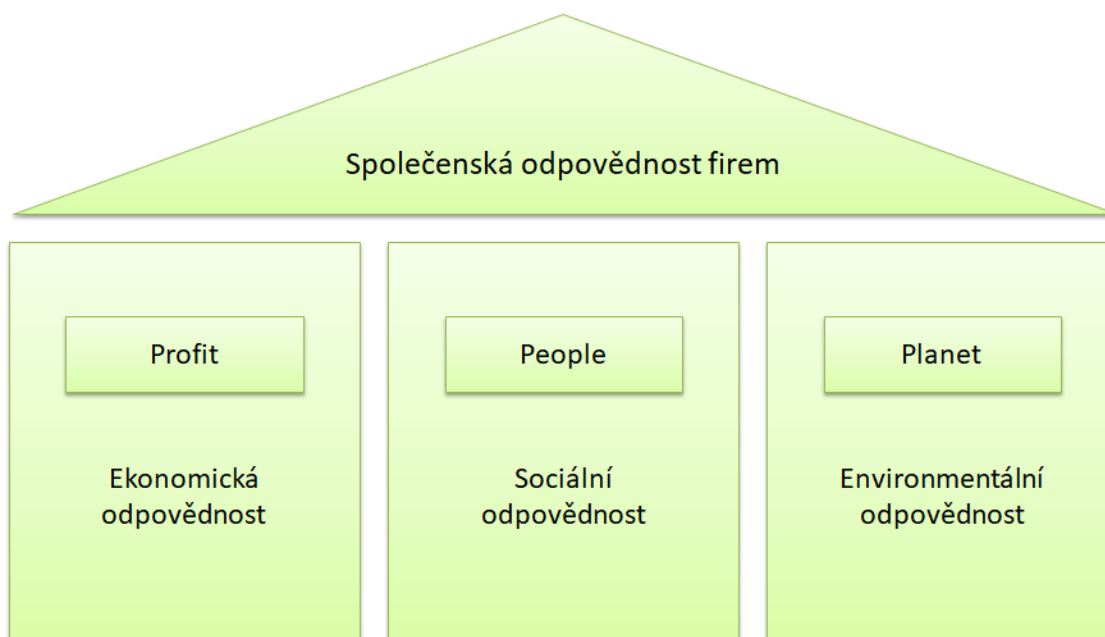 Společenská odpovědnost firem
Profit
People
Planet
Ekonomická
odpovědnost
Sociální
odpovědnost
Environmentální
odpovědnost